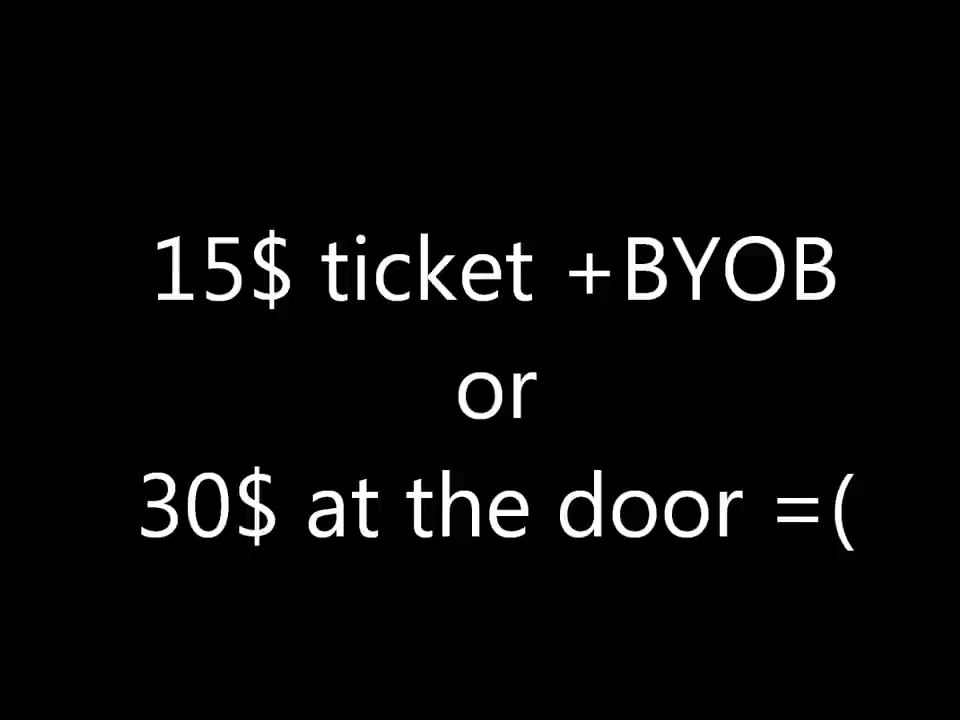 15$ ticket +BYOB
or
30$ at the door =(